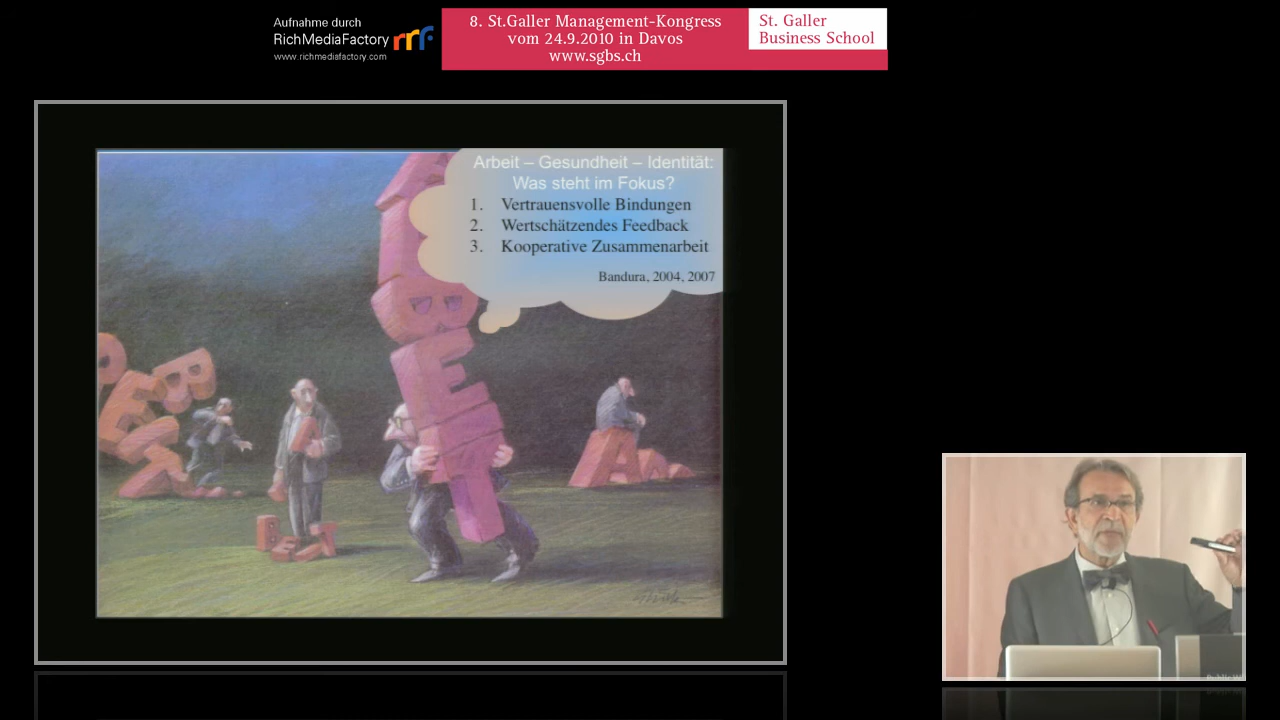 Aufnahme durch
RichMediaFactory rrf
www.richmediafactory.com
8. St.Galler Management-Kongress
vom 24.9.2010 in Davos
www.sgbs.ch
St. Galler
Business School
Arbeit – Gesundheit – Identität:
Was steht im Fokus?
1. Vertrauensvolle Bindungen
2. Wertschätzendes Feedback
3. Kooperative Zusammenarbeit
Bandura, 2004, 2007